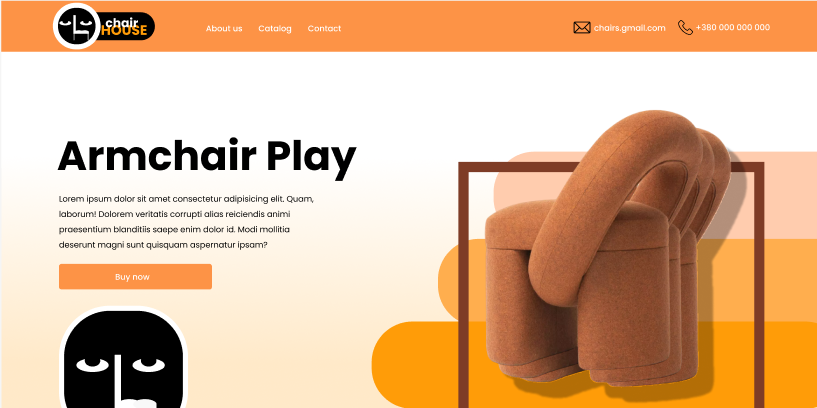 chair
HOUSE
About us
Catalog
Contact
chairs.gmail.com
+380 000 000 000
Armchair Play
Lorem ipsum dolor sit amet consectetur adipisicing elit. Quam,
laborum! Dolorem veritatis corrupti alias reiciendis animi
praesentium blanditiis saepe enim dolor id. Modi mollitia
deserunt magni sunt quisquam aspernatur ipsam?
Buy now